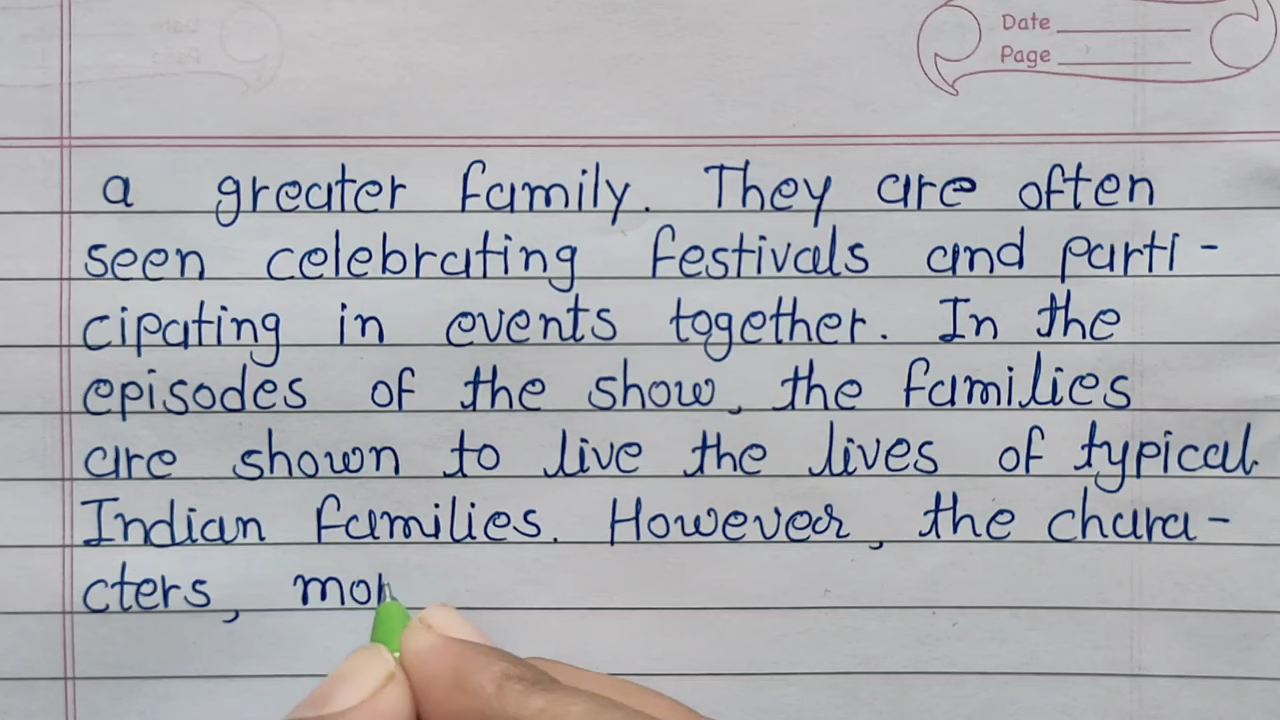 Date
Page
a greater family. They are often
seen celebrating festivals and parti-
cipating in events together. In the
episodes of the show, the families
are shown to live the lives of typical
Indian families. However, the chara-
cters,